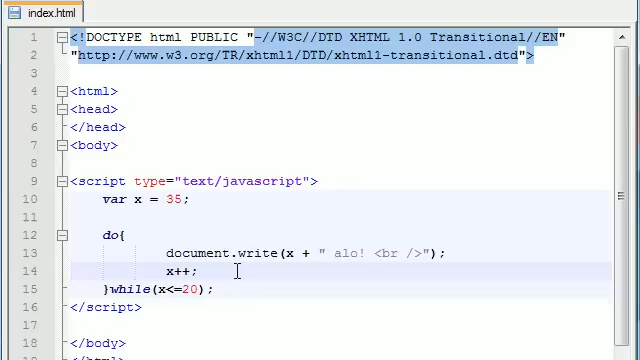 index.html
1 <!DOCTYPE html PUBLIC "-//W3C//DTD XHTML 1.0 Transitional//EN"
2 "http://www.w3.org/TR/xhtml1/DTD/xhtml1-transitional.dtd">
3
4 <html>
5 <head>
6 </head>
7 <body>
8
9 <script type="text/javascript">
10 var x = 35;
11
12 do{
13 document.write(x + " alo! <br />");
14 x++;
15 }while(x<=20);
16 </script>
17
18 </body>
19 </html>